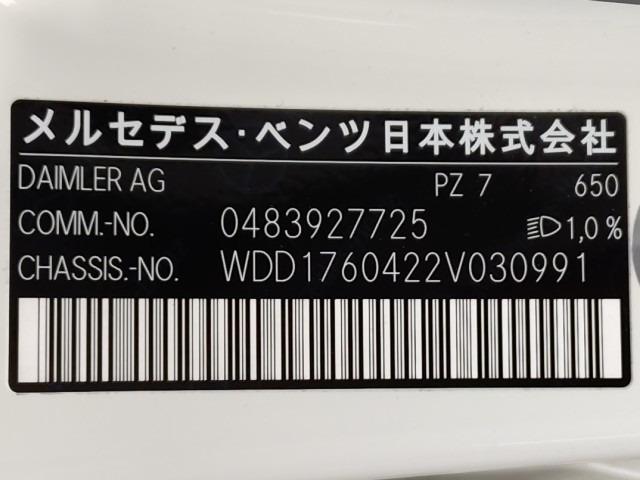 メルセデス・ベンツ日本株式会社
DAIMLER AG PZ 7 650
COMM.-NO. 0483927725 1,0 %
CHASSIS.-NO. WDD1760422V030991